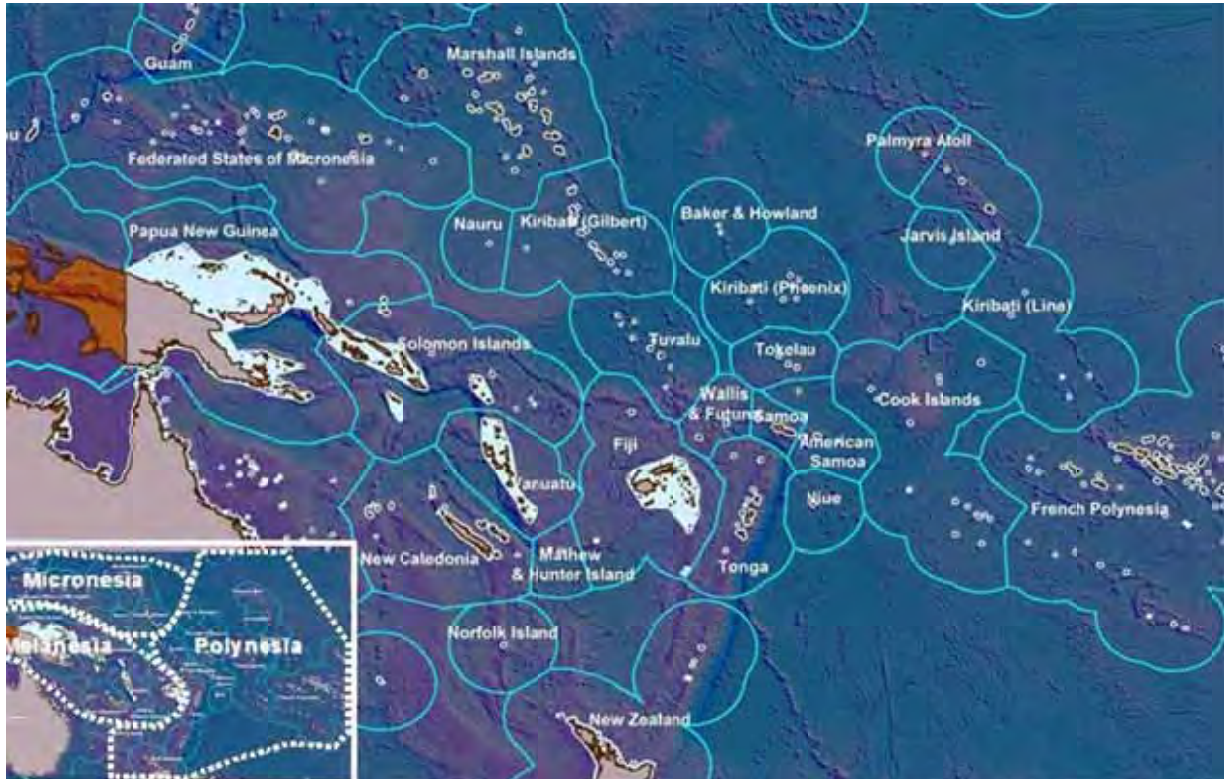 Guam
Marshall Islands
Federated States of Micronesia
Palmyra Atoll
Papua New Guinea
Nauru
Kiribati (Gilbert)
Baker & Howland
Jarvis Island
Kiribati (Phoenix)
Kiribati (Line)
Solomon Islands
Tuvalu
Tokelau
Wallis
& Futuna
Samoa
Cook Islands
Fiji
American
Samoa
Vanuatu
Niue
French Polynesia
New Caledonia
Mathew
& Hunter Island
Tonga
Norfolk Island
New Zealand
Micronesia
Melanesia
Polynesia